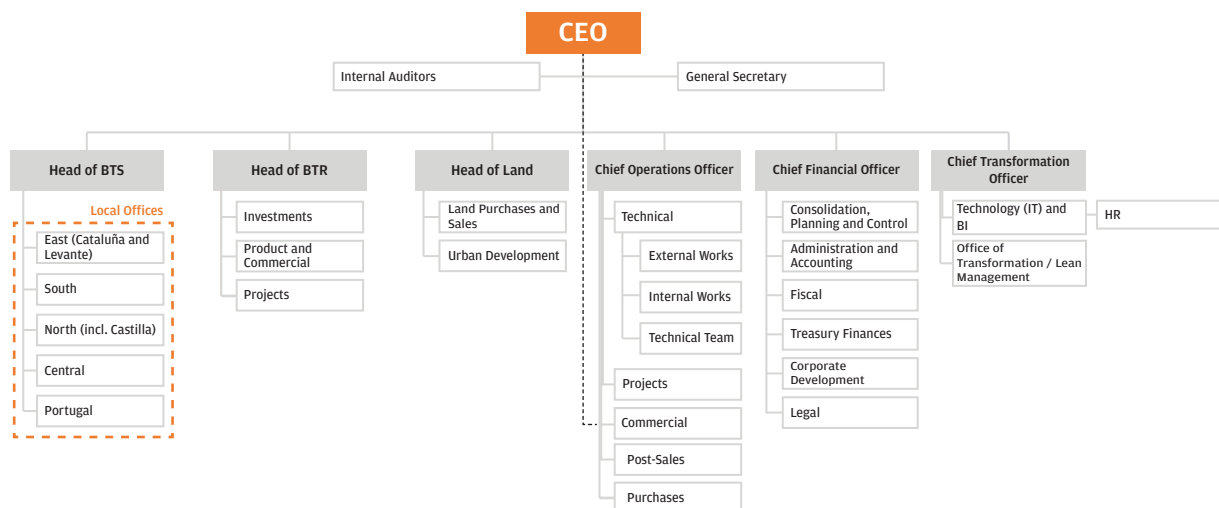 CEO
Internal Auditors
General Secretary
Head of BTS
Head of BTR
Head of Land
Chief Operations Officer
Chief Financial Officer
Chief Transformation
Officer
Local Offices
East (Cataluña and
Levante)
South
North (incl. Castilla)
Central
Portugal
Investments
Product and
Commercial
Projects
Land Purchases and
Sales
Urban Development
Technical
External Works
Internal Works
Technical Team
Projects
Commercial
Post-Sales
Purchases
Consolidation,
Planning and Control
Administration and
Accounting
Fiscal
Treasury Finances
Corporate
Development
Legal
Technology (IT) and
BI
HR
Office of
Transformation / Lean
Management